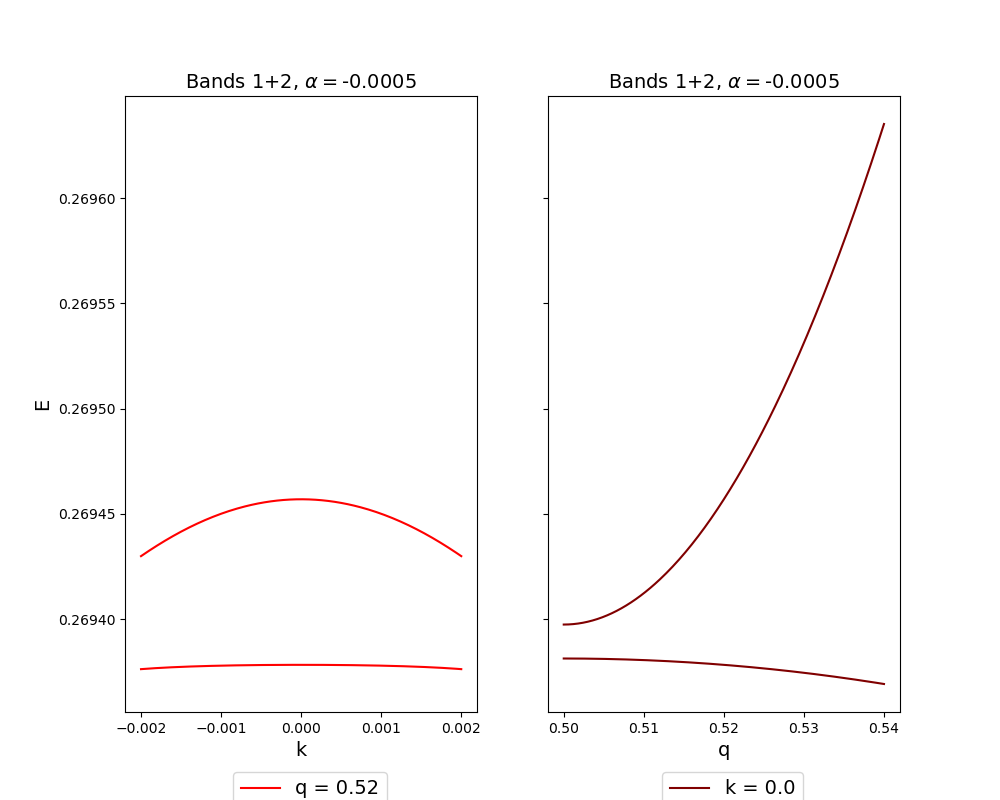 Bands 1+2, α = -0.0005
Bands 1+2, α = -0.0005
E
0.26960
0.26955
0.26950
0.26945
0.26940
−0.002 −0.001 0.000 0.001 0.002
k
0.50 0.51 0.52 0.53 0.54
q
q = 0.52
k = 0.0